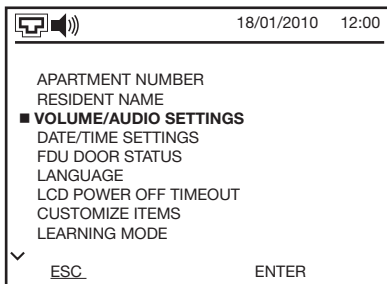 18/01/2010 12:00
APARTMENT NUMBER
RESIDENT NAME
VOLUME/AUDIO SETTINGS
DATE/TIME SETTINGS
FDU DOOR STATUS
LANGUAGE
LCD POWER OFF TIMEOUT
CUSTOMIZE ITEMS
LEARNING MODE
ESC ENTER